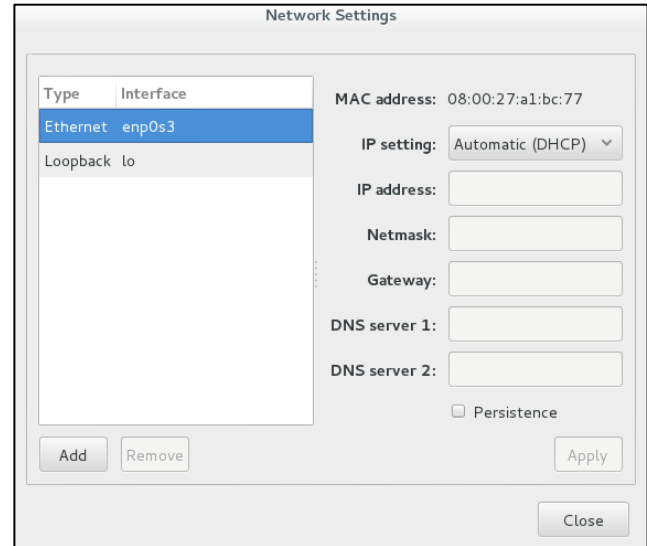 Network Settings
Type Interface
Ethernet enp0s3
Loopback lo
MAC address: 08:00:27:a1:bc:77
IP setting: Automatic (DHCP)
IP address:
Netmask:
Gateway:
DNS server 1:
DNS server 2:
Persistence
Add Remove
Apply
Close